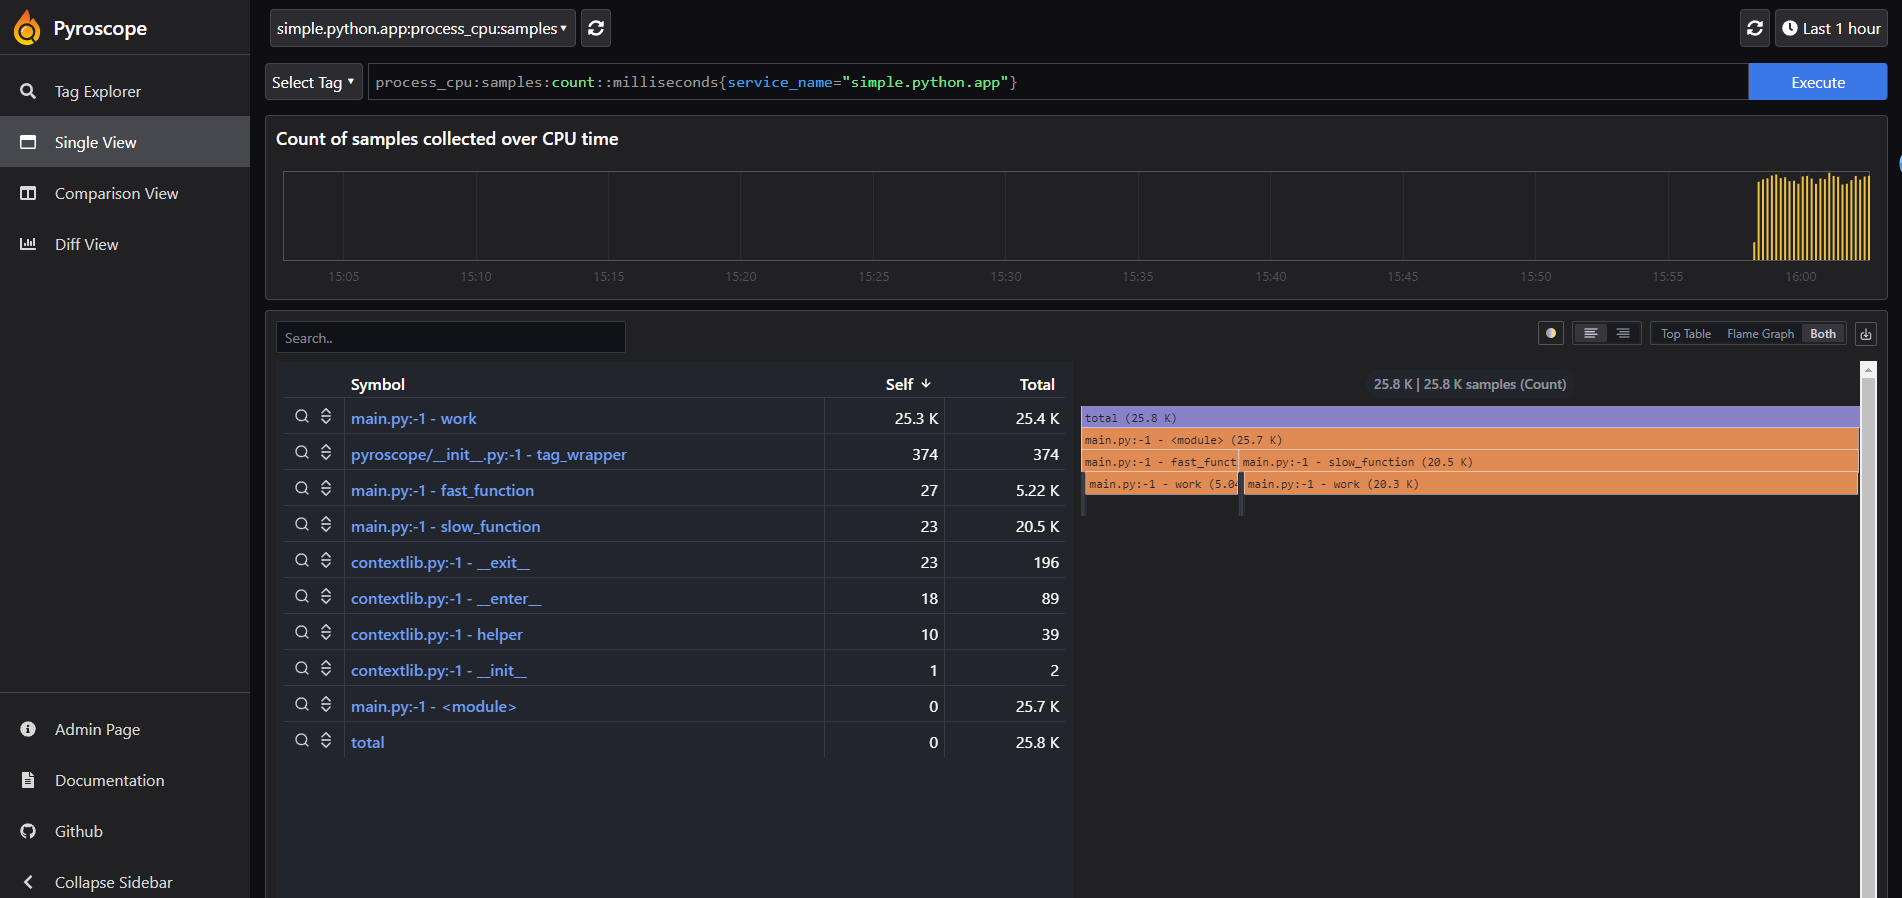 Pyroscope
simple.python.app:process_cpu:samples
Last 1 hour
Tag Explorer
Single View
Comparison View
Diff View
Select Tag
process_cpu:samples:count::milliseconds{service_name="simple.python.app"}
Execute
Count of samples collected over CPU time
15:05 15:10 15:15 15:20 15:25 15:30 15:35 15:40 15:45 15:50 15:55 16:00
Search..
Top Table Flame Graph Both
Symbol Self Total
main.py:-1 - work 25.3 K 25.4 K
pyroscope/__init__.py:-1 - tag_wrapper 374 374
main.py:-1 - fast_function 27 5.22 K
main.py:-1 - slow_function 23 20.5 K
contextlib.py:-1 - __exit__ 23 196
contextlib.py:-1 - __enter__ 18 89
contextlib.py:-1 - helper 10 39
contextlib.py:-1 - __init__ 1 2
main.py:-1 - <module> 0 25.7 K
total 0 25.8 K
25.8 K | 25.8 K samples (Count)
total (25.8 K)
main.py:-1 - <module> (25.7 K)
main.py:-1 - fast_funct main.py:-1 - slow_function (20.5 K)
main.py:-1 - work (5.04 main.py:-1 - work (20.3 K)
Admin Page
Documentation
Github
Collapse Sidebar